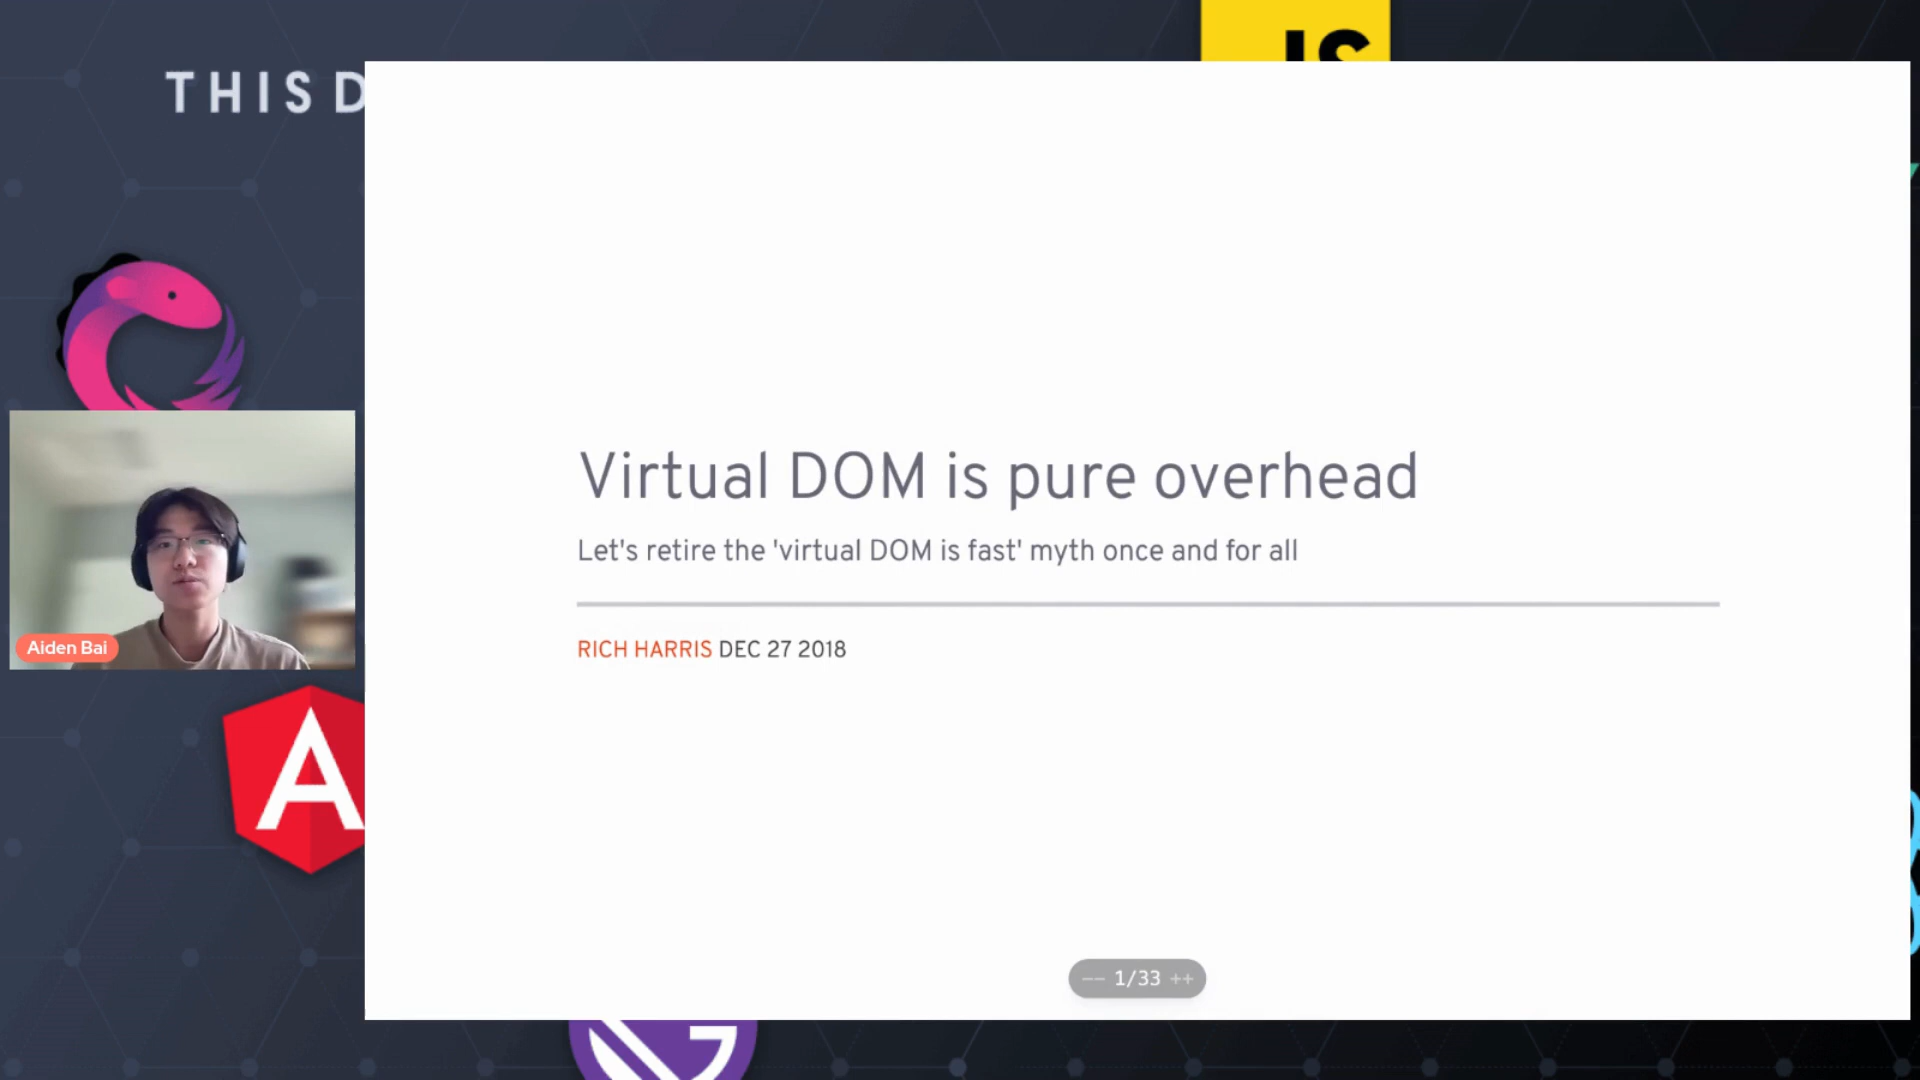 JS
THIS D
Virtual DOM is pure overhead
Let's retire the 'virtual DOM is fast' myth once and for all
RICH HARRIS DEC 27 2018
Aiden Bai
A
-- 1/33 ++